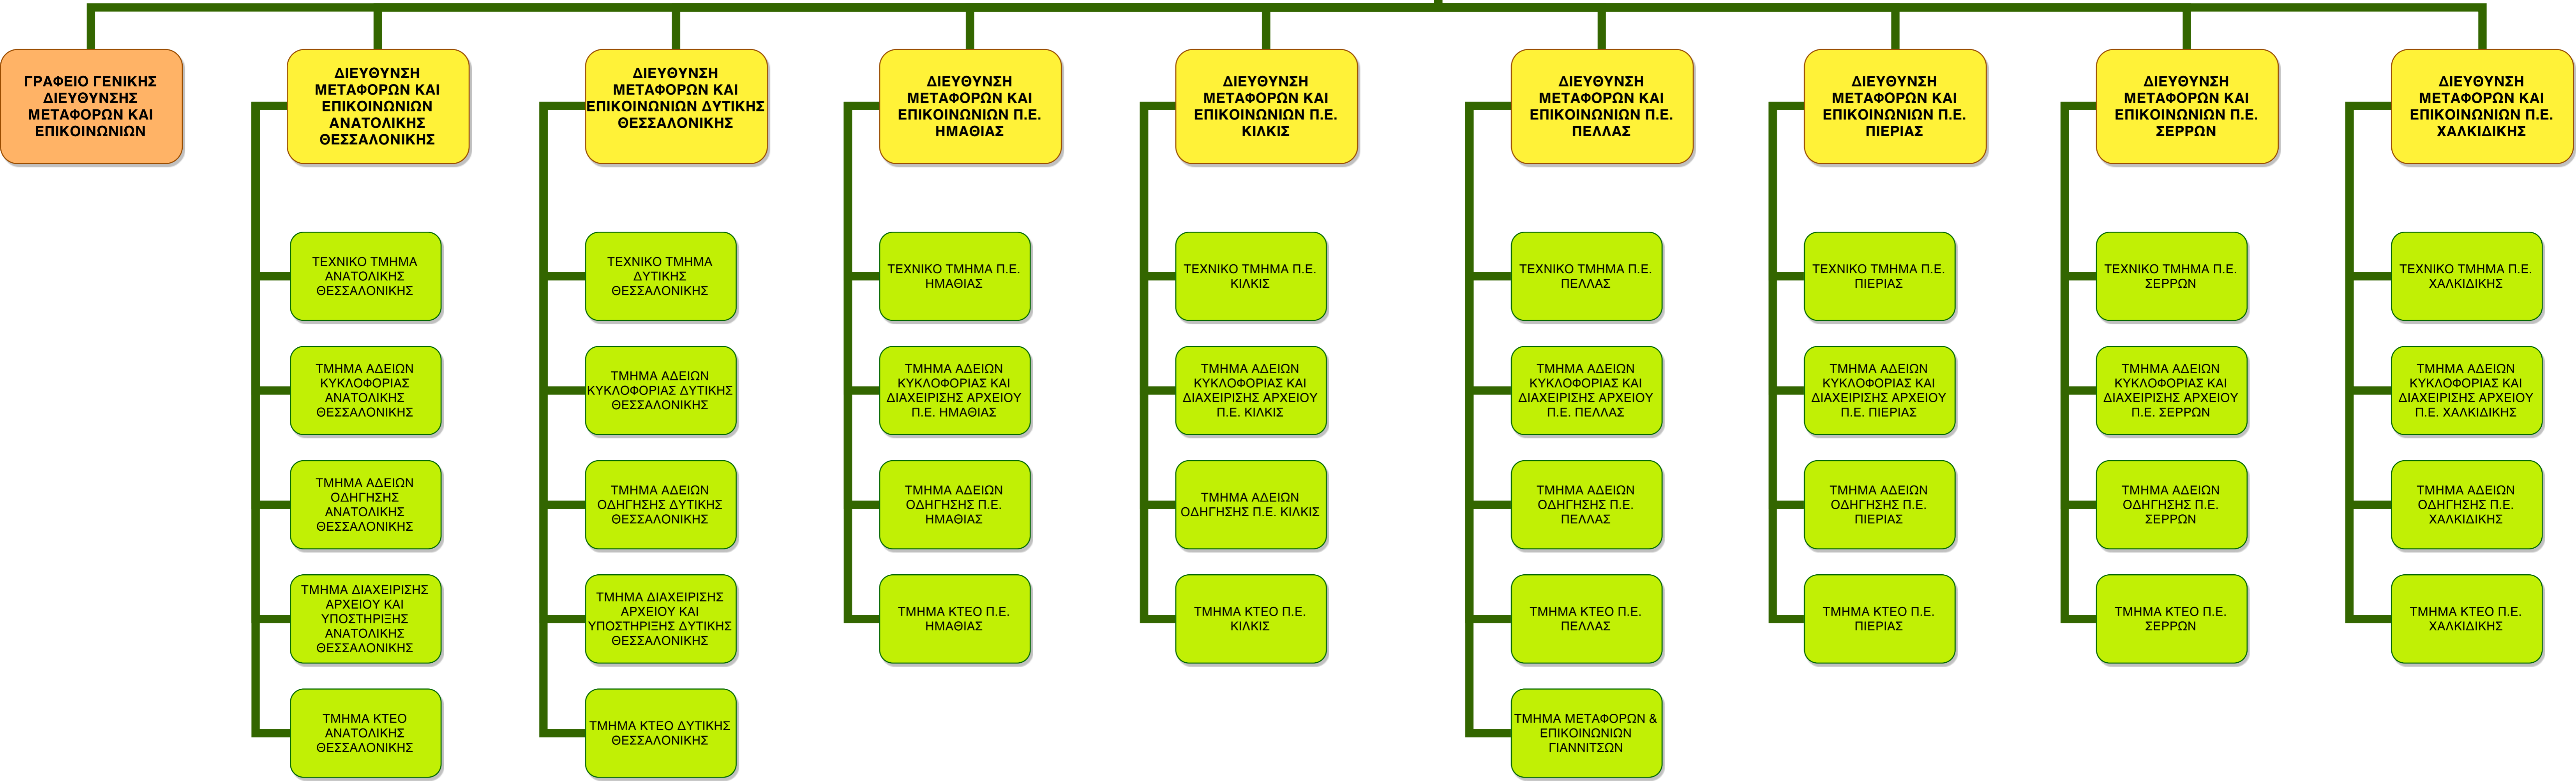 ΓΡΑΦΕΙΟ ΓΕΝΙΚΗΣ
ΔΙΕΥΘΥΝΣΗΣ
ΜΕΤΑΦΟΡΩΝ ΚΑΙ
ΕΠΙΚΟΙΝΩΝΙΩΝ
ΔΙΕΥΘΥΝΣΗ
ΜΕΤΑΦΟΡΩΝ ΚΑΙ
ΕΠΙΚΟΙΝΩΝΙΩΝ
ΑΝΑΤΟΛΙΚΗΣ
ΘΕΣΣΑΛΟΝΙΚΗΣ
ΤΕΧΝΙΚΟ ΤΜΗΜΑ
ΑΝΑΤΟΛΙΚΗΣ
ΘΕΣΣΑΛΟΝΙΚΗΣ
ΤΜΗΜΑ ΑΔΕΙΩΝ
ΚΥΚΛΟΦΟΡΙΑΣ
ΑΝΑΤΟΛΙΚΗΣ
ΘΕΣΣΑΛΟΝΙΚΗΣ
ΤΜΗΜΑ ΑΔΕΙΩΝ
ΟΔΗΓΗΣΗΣ
ΑΝΑΤΟΛΙΚΗΣ
ΘΕΣΣΑΛΟΝΙΚΗΣ
ΤΜΗΜΑ ΔΙΑΧΕΙΡΙΣΗΣ
ΑΡΧΕΙΟΥ ΚΑΙ
ΥΠΟΣΤΗΡΙΞΗΣ
ΑΝΑΤΟΛΙΚΗΣ
ΘΕΣΣΑΛΟΝΙΚΗΣ
ΤΜΗΜΑ ΚΤΕΟ
ΑΝΑΤΟΛΙΚΗΣ
ΘΕΣΣΑΛΟΝΙΚΗΣ
ΔΙΕΥΘΥΝΣΗ
ΜΕΤΑΦΟΡΩΝ ΚΑΙ
ΕΠΙΚΟΙΝΩΝΙΩΝ ΔΥΤΙΚΗΣ
ΘΕΣΣΑΛΟΝΙΚΗΣ
ΤΕΧΝΙΚΟ ΤΜΗΜΑ
ΔΥΤΙΚΗΣ
ΘΕΣΣΑΛΟΝΙΚΗΣ
ΤΜΗΜΑ ΑΔΕΙΩΝ
ΚΥΚΛΟΦΟΡΙΑΣ ΔΥΤΙΚΗΣ
ΘΕΣΣΑΛΟΝΙΚΗΣ
ΤΜΗΜΑ ΑΔΕΙΩΝ
ΟΔΗΓΗΣΗΣ ΔΥΤΙΚΗΣ
ΘΕΣΣΑΛΟΝΙΚΗΣ
ΤΜΗΜΑ ΔΙΑΧΕΙΡΙΣΗΣ
ΑΡΧΕΙΟΥ ΚΑΙ
ΥΠΟΣΤΗΡΙΞΗΣ ΔΥΤΙΚΗΣ
ΘΕΣΣΑΛΟΝΙΚΗΣ
ΤΜΗΜΑ ΚΤΕΟ ΔΥΤΙΚΗΣ
ΘΕΣΣΑΛΟΝΙΚΗΣ
ΔΙΕΥΘΥΝΣΗ
ΜΕΤΑΦΟΡΩΝ ΚΑΙ
ΕΠΙΚΟΙΝΩΝΙΩΝ Π.Ε.
ΗΜΑΘΙΑΣ
ΤΕΧΝΙΚΟ ΤΜΗΜΑ Π.Ε.
ΗΜΑΘΙΑΣ
ΤΜΗΜΑ ΑΔΕΙΩΝ
ΚΥΚΛΟΦΟΡΙΑΣ ΚΑΙ
ΔΙΑΧΕΙΡΙΣΗΣ ΑΡΧΕΙΟΥ
Π.Ε. ΗΜΑΘΙΑΣ
ΤΜΗΜΑ ΑΔΕΙΩΝ
ΟΔΗΓΗΣΗΣ Π.Ε.
ΗΜΑΘΙΑΣ
ΤΜΗΜΑ ΚΤΕΟ Π.Ε.
ΗΜΑΘΙΑΣ
ΔΙΕΥΘΥΝΣΗ
ΜΕΤΑΦΟΡΩΝ ΚΑΙ
ΕΠΙΚΟΙΝΩΝΙΩΝ Π.Ε.
ΚΙΛΚΙΣ
ΤΕΧΝΙΚΟ ΤΜΗΜΑ Π.Ε.
ΚΙΛΚΙΣ
ΤΜΗΜΑ ΑΔΕΙΩΝ
ΚΥΚΛΟΦΟΡΙΑΣ ΚΑΙ
ΔΙΑΧΕΙΡΙΣΗΣ ΑΡΧΕΙΟΥ
Π.Ε. ΚΙΛΚΙΣ
ΤΜΗΜΑ ΑΔΕΙΩΝ
ΟΔΗΓΗΣΗΣ Π.Ε. ΚΙΛΚΙΣ
ΤΜΗΜΑ ΚΤΕΟ Π.Ε.
ΚΙΛΚΙΣ
ΔΙΕΥΘΥΝΣΗ
ΜΕΤΑΦΟΡΩΝ ΚΑΙ
ΕΠΙΚΟΙΝΩΝΙΩΝ Π.Ε.
ΠΕΛΛΑΣ
ΤΕΧΝΙΚΟ ΤΜΗΜΑ Π.Ε.
ΠΕΛΛΑΣ
ΤΜΗΜΑ ΑΔΕΙΩΝ
ΚΥΚΛΟΦΟΡΙΑΣ ΚΑΙ
ΔΙΑΧΕΙΡΙΣΗΣ ΑΡΧΕΙΟΥ
Π.Ε. ΠΕΛΛΑΣ
ΤΜΗΜΑ ΑΔΕΙΩΝ
ΟΔΗΓΗΣΗΣ Π.Ε.
ΠΕΛΛΑΣ
ΤΜΗΜΑ ΚΤΕΟ Π.Ε.
ΠΕΛΛΑΣ
ΤΜΗΜΑ ΜΕΤΑΦΟΡΩΝ &
ΕΠΙΚΟΙΝΩΝΙΩΝ
ΓΙΑΝΝΙΤΣΩΝ
ΔΙΕΥΘΥΝΣΗ
ΜΕΤΑΦΟΡΩΝ ΚΑΙ
ΕΠΙΚΟΙΝΩΝΙΩΝ Π.Ε.
ΠΙΕΡΙΑΣ
ΤΕΧΝΙΚΟ ΤΜΗΜΑ Π.Ε.
ΠΙΕΡΙΑΣ
ΤΜΗΜΑ ΑΔΕΙΩΝ
ΚΥΚΛΟΦΟΡΙΑΣ ΚΑΙ
ΔΙΑΧΕΙΡΙΣΗΣ ΑΡΧΕΙΟΥ
Π.Ε. ΠΙΕΡΙΑΣ
ΤΜΗΜΑ ΑΔΕΙΩΝ
ΟΔΗΓΗΣΗΣ Π.Ε.
ΠΙΕΡΙΑΣ
ΤΜΗΜΑ ΚΤΕΟ Π.Ε.
ΠΙΕΡΙΑΣ
ΔΙΕΥΘΥΝΣΗ
ΜΕΤΑΦΟΡΩΝ ΚΑΙ
ΕΠΙΚΟΙΝΩΝΙΩΝ Π.Ε.
ΣΕΡΡΩΝ
ΤΕΧΝΙΚΟ ΤΜΗΜΑ Π.Ε.
ΣΕΡΡΩΝ
ΤΜΗΜΑ ΑΔΕΙΩΝ
ΚΥΚΛΟΦΟΡΙΑΣ ΚΑΙ
ΔΙΑΧΕΙΡΙΣΗΣ ΑΡΧΕΙΟΥ
Π.Ε. ΣΕΡΡΩΝ
ΤΜΗΜΑ ΑΔΕΙΩΝ
ΟΔΗΓΗΣΗΣ Π.Ε.
ΣΕΡΡΩΝ
ΤΜΗΜΑ ΚΤΕΟ Π.Ε.
ΣΕΡΡΩΝ
ΔΙΕΥΘΥΝΣΗ
ΜΕΤΑΦΟΡΩΝ ΚΑΙ
ΕΠΙΚΟΙΝΩΝΙΩΝ Π.Ε.
ΧΑΛΚΙΔΙΚΗΣ
ΤΕΧΝΙΚΟ ΤΜΗΜΑ Π.Ε.
ΧΑΛΚΙΔΙΚΗΣ
ΤΜΗΜΑ ΑΔΕΙΩΝ
ΚΥΚΛΟΦΟΡΙΑΣ ΚΑΙ
ΔΙΑΧΕΙΡΙΣΗΣ ΑΡΧΕΙΟΥ
Π.Ε. ΧΑΛΚΙΔΙΚΗΣ
ΤΜΗΜΑ ΑΔΕΙΩΝ
ΟΔΗΓΗΣΗΣ Π.Ε.
ΧΑΛΚΙΔΙΚΗΣ
ΤΜΗΜΑ ΚΤΕΟ Π.Ε.
ΧΑΛΚΙΔΙΚΗΣ